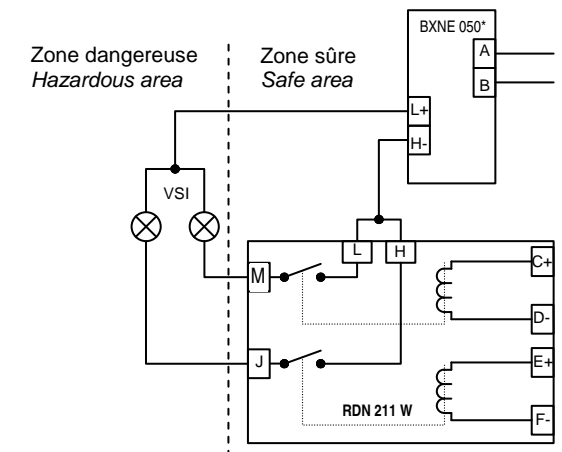 BXNE 050*
Zone dangereuse
Hazardous area
Zone sûre
Safe area
A
B
L+
H-
VSI
L
H
M
C+
D-
J
E+
RDN 211 W
F-